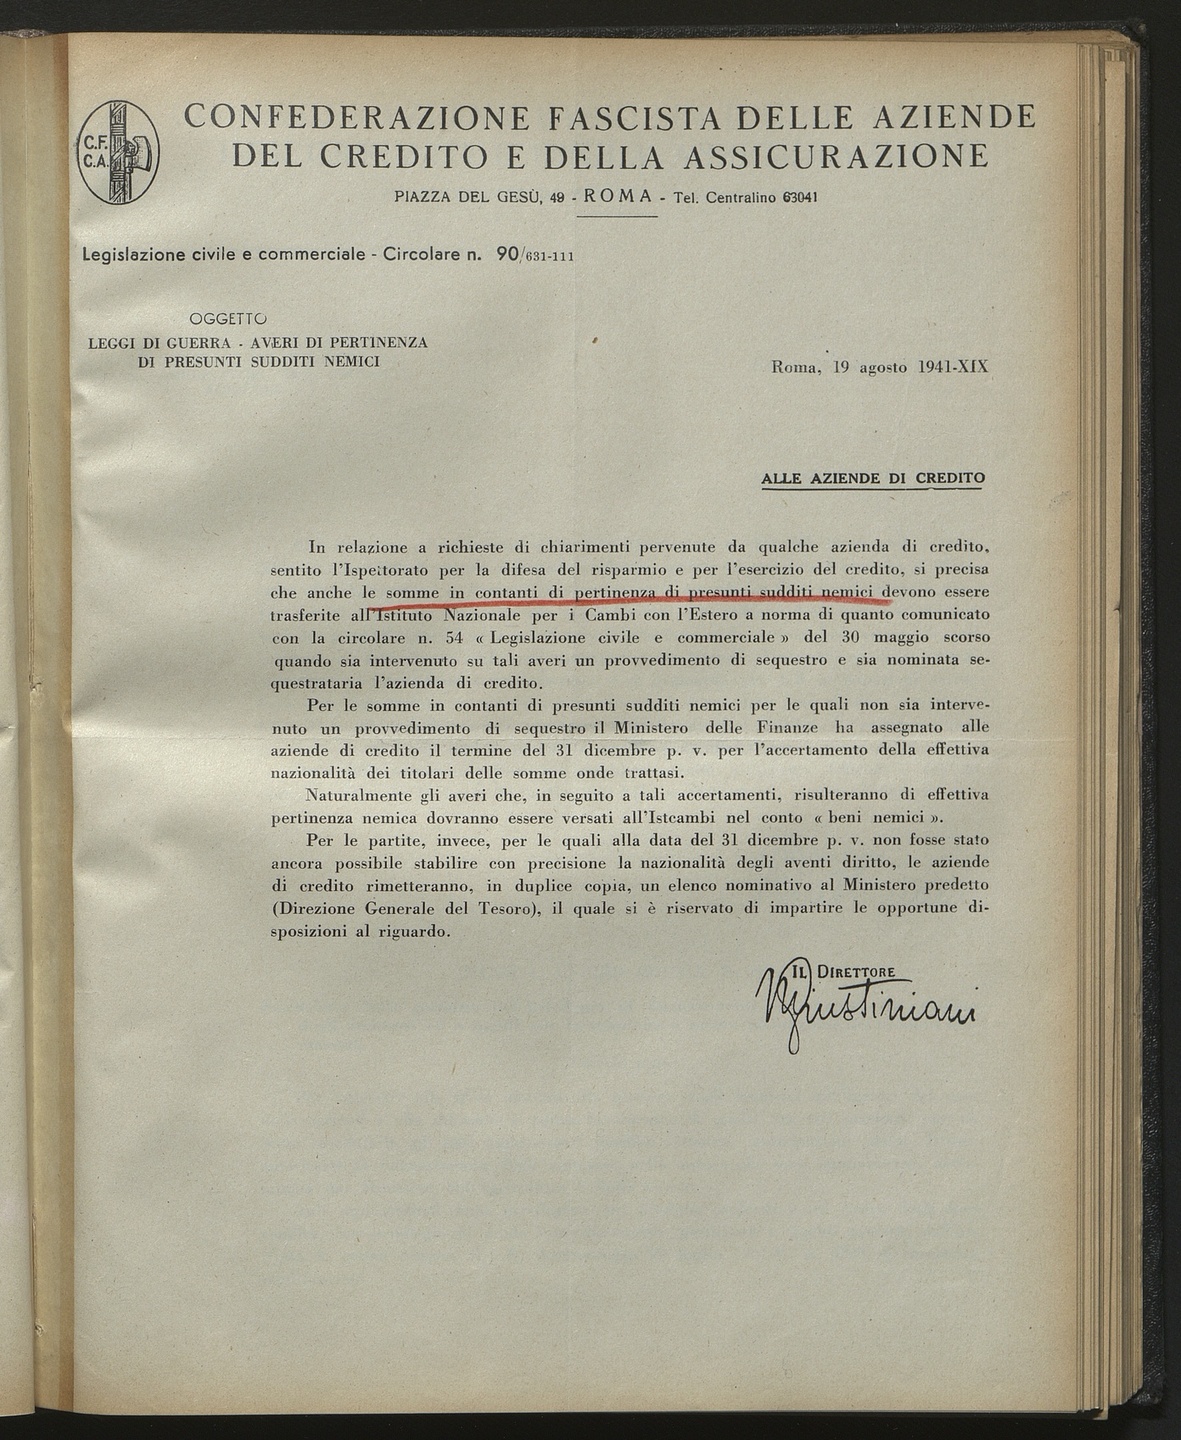 C.F.
C.A.
CONFEDERAZIONE FASCISTA DELLE AZIENDE
DEL CREDITO E DELLA ASSICURAZIONE
PIAZZA DEL GESÙ, 49 - ROMA - Tel. Centralino 63041
Legislazione civile e commerciale - Circolare n. 90/631-111
OGGETTO
LEGGI DI GUERRA - AVERI DI PERTINENZA
DI PRESUNTI SUDDITI NEMICI
Roma, 19 agosto 1941-XIX
ALLE AZIENDE DI CREDITO
In relazione a richieste di chiarimenti pervenute da qualche azienda di credito,
sentito l'Ispettorato per la difesa del risparmio e per l'esercizio del credito, si precisa
che anche le somme in contanti di pertinenza di presunti sudditi nemici devono essere
trasferite all'Istituto Nazionale per i Cambi con l'Estero a norma di quanto comunicato
con la circolare n. 54 « Legislazione civile e commerciale » del 30 maggio scorso
quando sia intervenuto su tali averi un provvedimento di sequestro e sia nominata se-
questrataria l'azienda di credito.
Per le somme in contanti di presunti sudditi nemici per le quali non sia interve-
nuto un provvedimento di sequestro il Ministero delle Finanze ha assegnato alle
aziende di credito il termine del 31 dicembre p. v. per l'accertamento della effettiva
nazionalità dei titolari delle somme onde trattasi.
Naturalmente gli averi che, in seguito a tali accertamenti, risulteranno di effettiva
pertinenza nemica dovranno essere versati all'Istcambi nel conto « beni nemici ».
Per le partite, invece, per le quali alla data del 31 dicembre p. v. non fosse stato
ancora possibile stabilire con precisione la nazionalità degli aventi diritto, le aziende
di credito rimetteranno, in duplice copia, un elenco nominativo al Ministero predetto
(Direzione Generale del Tesoro), il quale si è riservato di impartire le opportune di-
sposizioni al riguardo.
IL DIRETTORE
Giustiniani